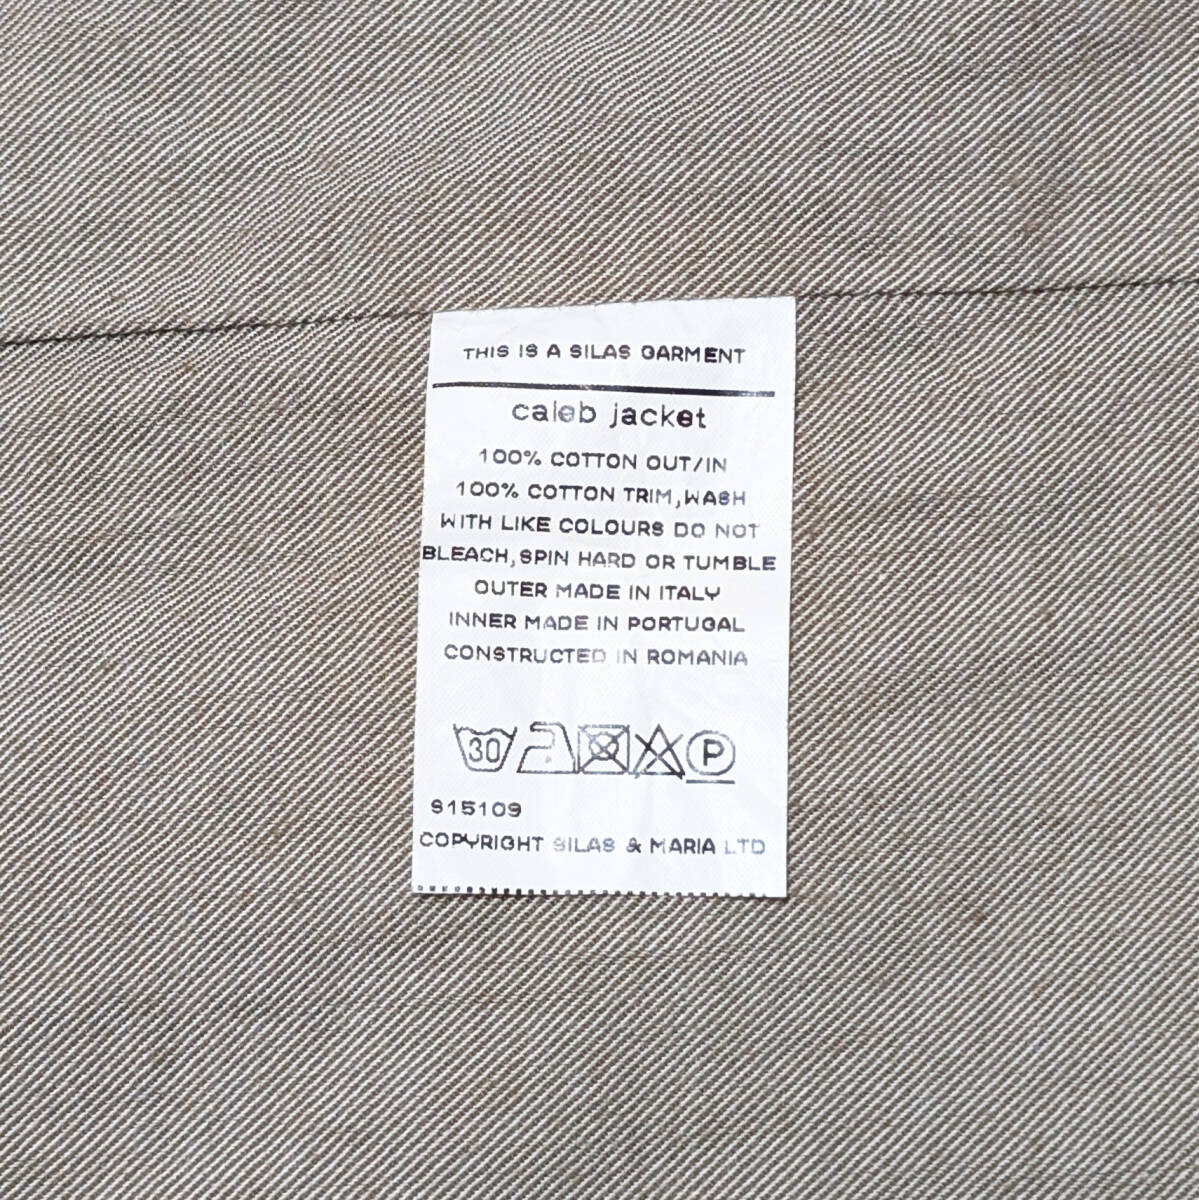 THIS IS A SILAS GARMENT
caleb jacket
100% COTTON OUT/IN
100% COTTON TRIM,WASH
WITH LIKE COLOURS DO NOT
BLEACH,SPIN HARD OR TUMBLE
OUTER MADE IN ITALY
INNER MADE IN PORTUGAL
CONSTRUCTED IN ROMANIA
30 P
S15109
COPYRIGHT SILAS & MARIA LTD